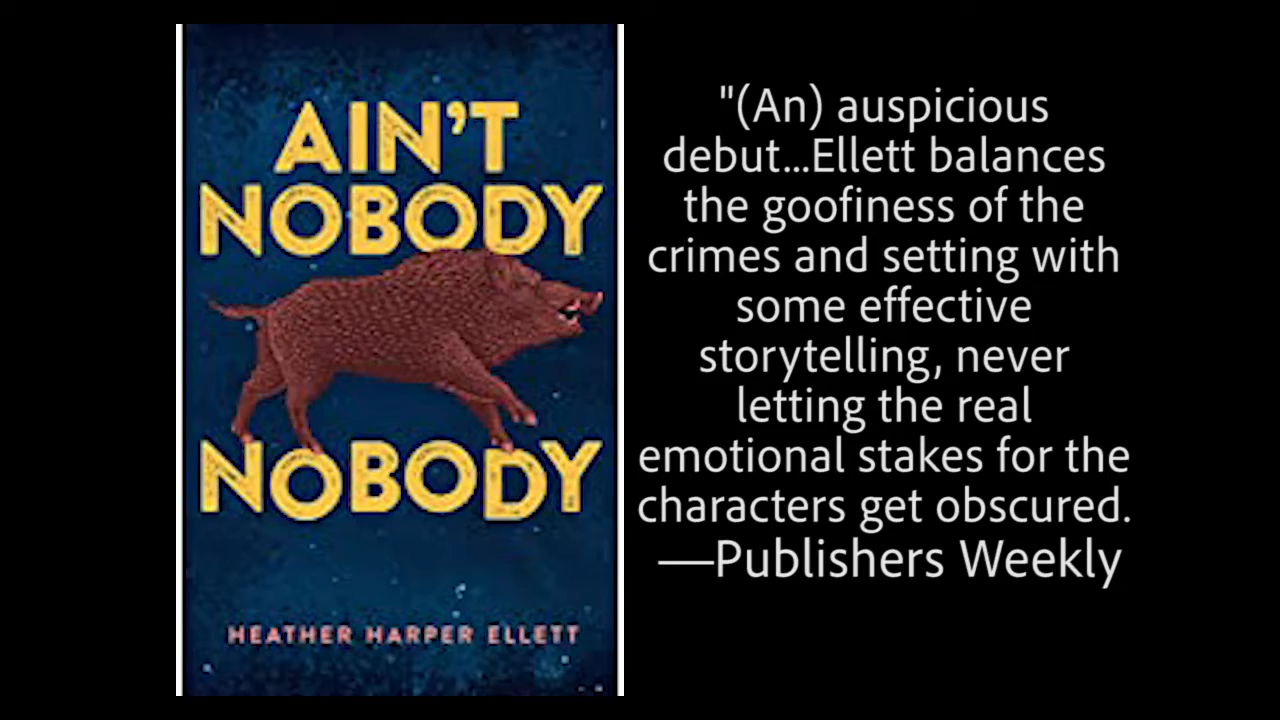 AIN'T
NOBODY
NOBODY
HEATHER HARPER ELLETT
"(An) auspicious
debut...Ellett balances
the goofiness of the
crimes and setting with
some effective
storytelling, never
letting the real
emotional stakes for the
characters get obscured.
—Publishers Weekly